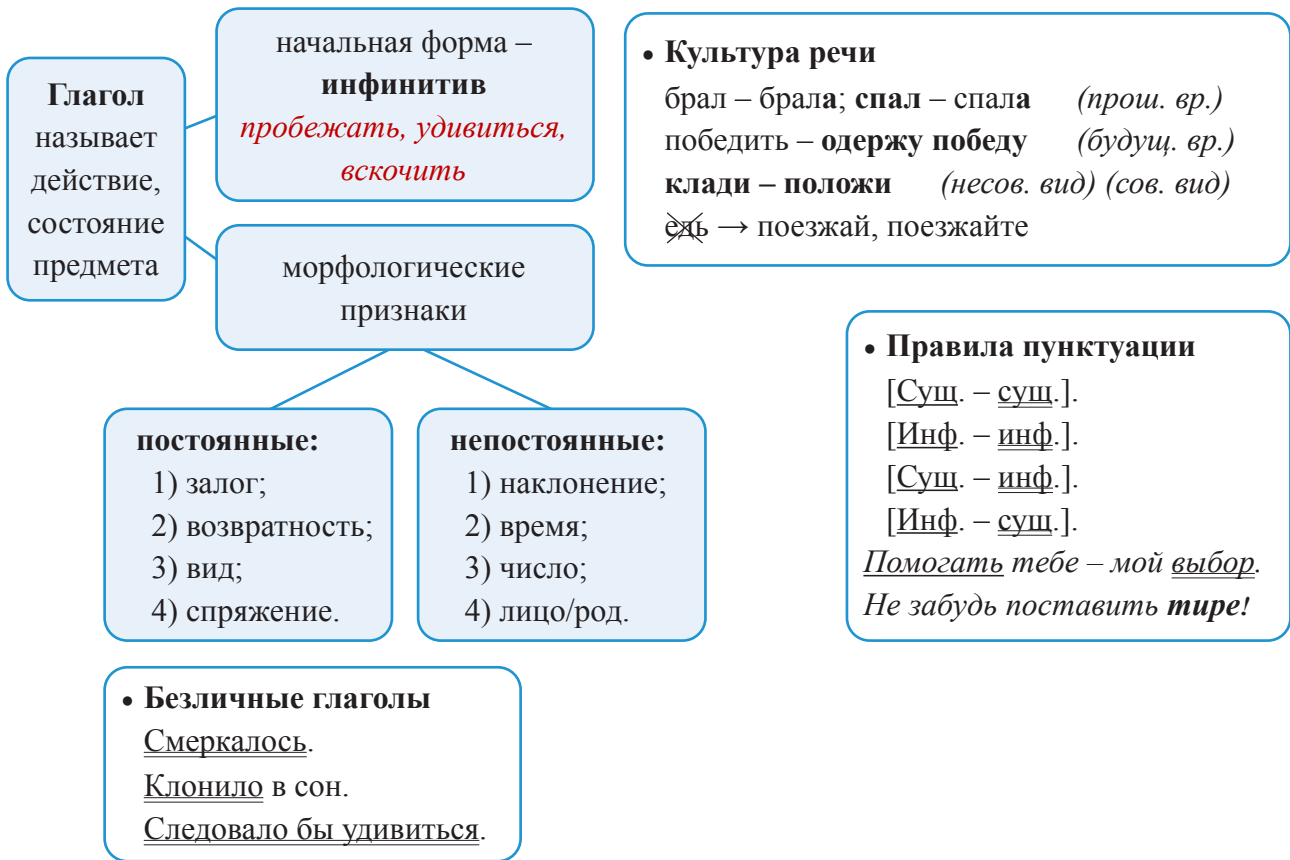 Глагол
называет
действие,
состояние
предмета
начальная форма –
инфинитив
пробежать, удивиться,
вскочить
морфологические
признаки
постоянные:
1) залог;
2) возвратность;
3) вид;
4) спряжение.
непостоянные:
1) наклонение;
2) время;
3) число;
4) лицо/род.
• Безличные глаголы
Смеркалось.
Клонило в сон.
Следовало бы удивиться.
• Культура речи
брал – брала; спал – спала (прош. вр.)
победить – одержу победу (будущ. вр.)
клади – положи (несов. вид) (сов. вид)
едь → поезжай, поезжайте
• Правила пунктуации
[Сущ. – сущ.].
[Инф. – инф.].
[Сущ. – инф.].
[Инф. – сущ.].
Помогать тебе – мой выбор.
Не забудь поставить тире!